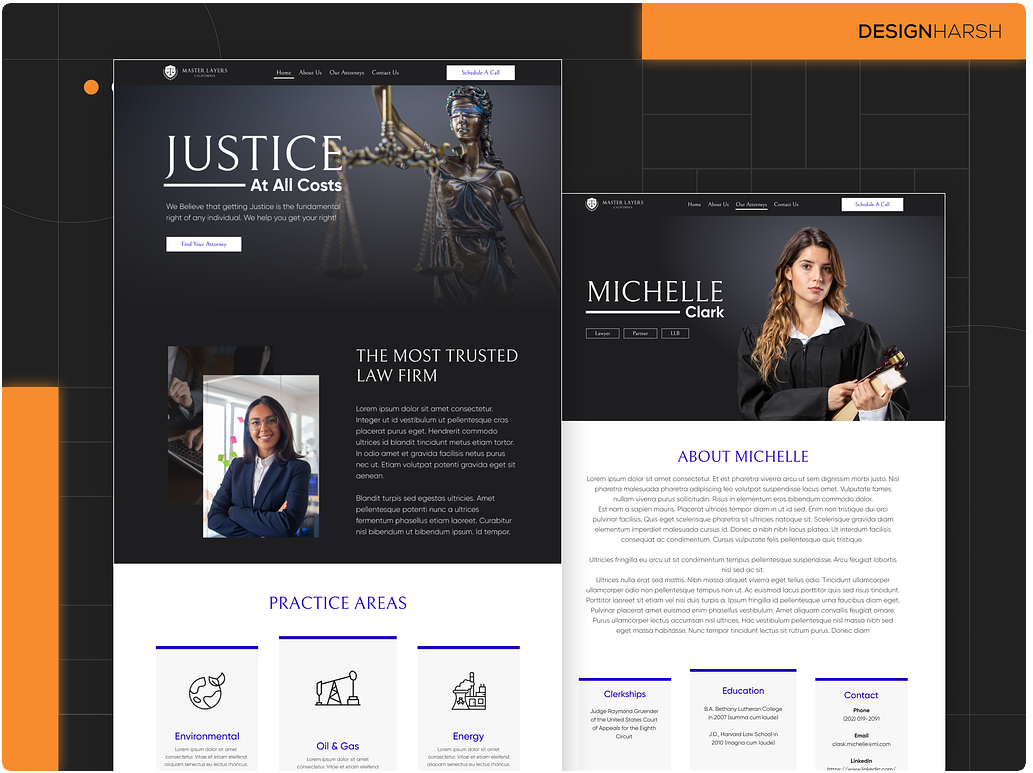 DESIGNHARSH
MASTER LAYERS
CALIFORNIA
Home About Us Our Attorneys Contact Us
Schedule A Call
JUSTICE
At All Costs
We Believe that getting Justice is the fundamental
right of any individual. We help you get your right!
Find Your Attorney
THE MOST TRUSTED
LAW FIRM
Lorem ipsum dolor sit amet consectetur.
Integer ut id vestibulum ut pellentesque cras
placerat purus eget. Hendrerit commodo
ultrices id blandit tincidunt metus etiam tortor.
In odio amet et gravida facilisis netus purus
nec ut. Etiam volutpat potenti gravida eget sit
aenean.
Blandit turpis sed egestas ultricies. Amet
pellentesque potenti nunc a ultrices
fermentum phasellus etiam laoreet. Curabitur
nisl bibendum ut bibendum ipsum. Id tempor.
PRACTICE AREAS
Environmental
Lorem ipsum dolor sit amet
consectetur. Vitae et etiam eleifend
aliquam senectus eu lectus rhoncus.
Oil & Gas
Lorem ipsum dolor sit amet
consectetur. Vitae et etiam eleifend
Energy
Lorem ipsum dolor sit amet
consectetur. Vitae et etiam eleifend
aliquam senectus eu lectus rhoncus.
MASTER LAYERS
CALIFORNIA
Home About Us Our Attorneys Contact Us
Schedule A Call
MICHELLE
Clark
Lawyer Partner LLB
ABOUT MICHELLE
Lorem ipsum dolor sit amet consectetur. Et est pharetra viverra arcu ut sem dignissim morbi justo. Nisl
pharetra malesuada pharetra adipiscing leo volutpat suspendisse lacus amet. Vulputate fames
nullam viverra purus sollicitudin. Risus in elementum eros bibendum commodo dolor.
Est nam a sapien mauris. Placerat ultrices tempor diam in ut id sed. Enim non tristique dui orci
pulvinar facilisis. Quis eget scelerisque pharetra sit ultricies natoque sit. Scelerisque gravida diam
elementum imperdiet malesuada cursus id. Donec a nibh nibh lacus platea. Ut interdum facilisis
consequat ac condimentum. Cursus vulputate felis pellentesque quis tristique.
Ultricies fringilla eu arcu ut sit condimentum tempus pellentesque suspendisse. Arcu feugiat lobortis
nisl sed ac sit.
Ultrices nulla erat sed mattis. Nibh massa aliquet viverra eget tellus odio. Tincidunt ullamcorper
ullamcorper odio non pellentesque tempus non ut. Ac euismod lacus porttitor quis sed risus tincidunt.
Porttitor laoreet sit etiam vel nisi duis turpis a. Ipsum fringilla id pellentesque urna faucibus diam eget.
Pulvinar placerat amet euismod enim phasellus vestibulum. Amet aliquam convallis feugiat ornare.
Purus ullamcorper lectus accumsan nisl ultrices. Hac vestibulum pellentesque nisl massa nibh sed
eget massa habitasse. Nunc tempor tincidunt lectus sit rutrum purus. Donec diam
Clerkships
Judge Raymond Gruender
of the United States Court
of Appeals for the Eighth
Circuit
Education
B.A. Bethany Lutheran College
in 2007 (summa cum laude)
J.D., Harvard Law School in
2010 (magna cum laude)
Contact
Phone
(202) 019-2091
Email
clask.michelle@ml.com
Linkedin
https://www.linkedin.com/